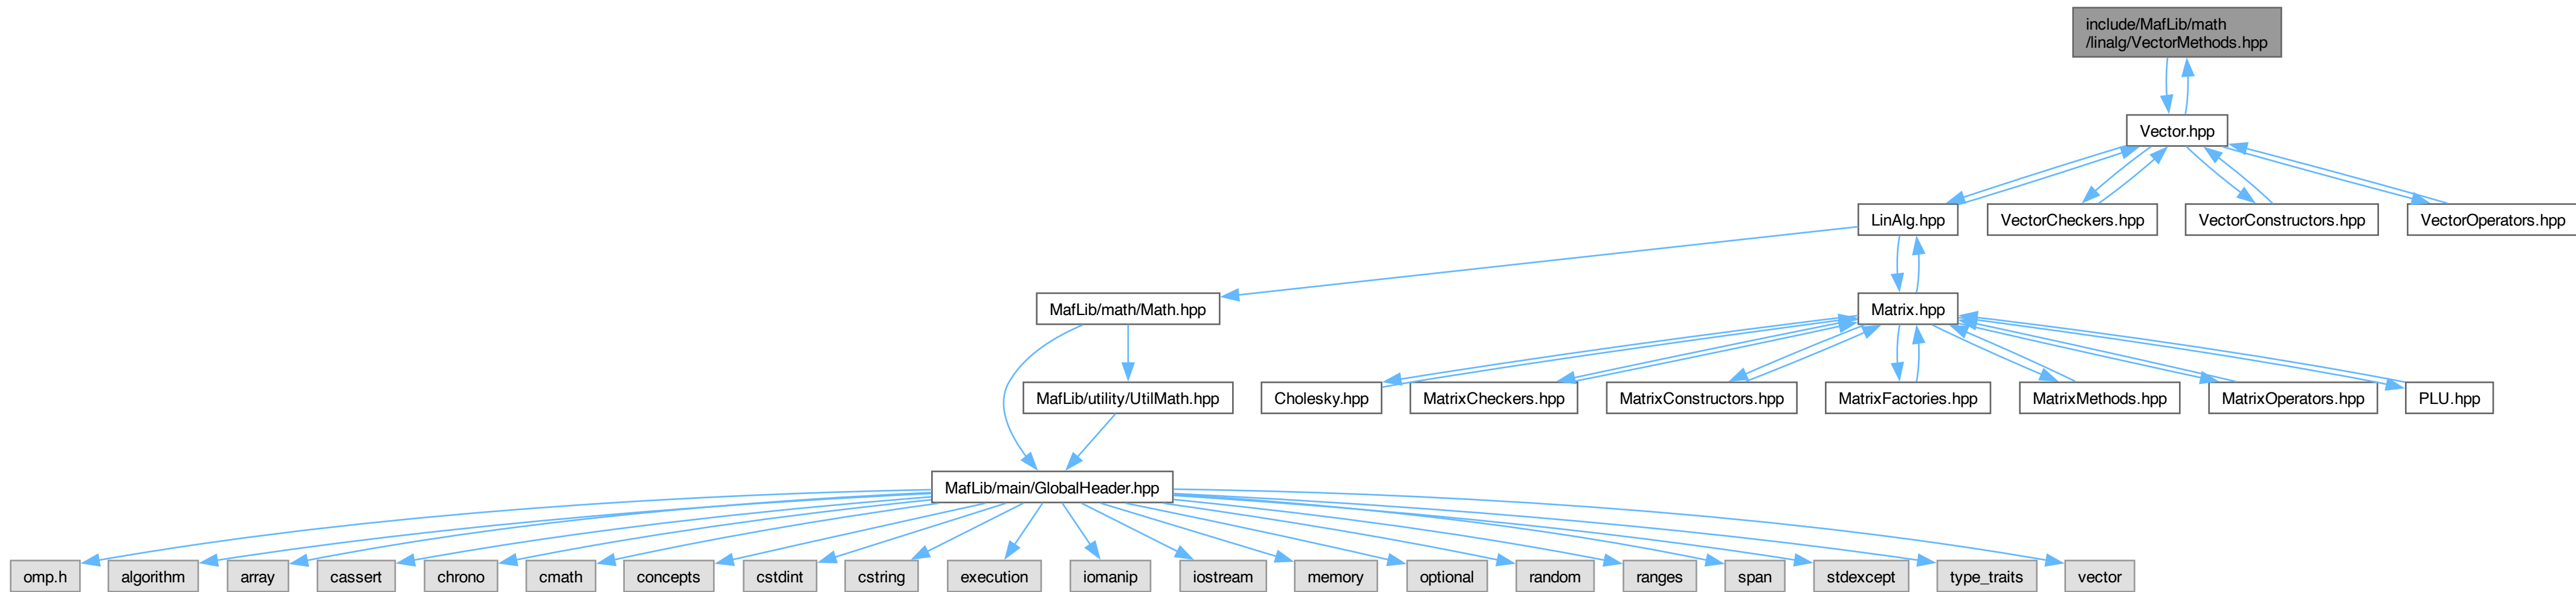 include/MafLib/math
/linalg/VectorMethods.hpp
Vector.hpp
LinAlg.hpp
VectorCheckers.hpp
VectorConstructors.hpp
VectorOperators.hpp
MafLib/math/Math.hpp
Matrix.hpp
MafLib/utility/UtilMath.hpp
Cholesky.hpp
MatrixCheckers.hpp
MatrixConstructors.hpp
MatrixFactories.hpp
MatrixMethods.hpp
MatrixOperators.hpp
PLU.hpp
MafLib/main/GlobalHeader.hpp
omp.h
algorithm
array
cassert
chrono
cmath
concepts
cstdint
cstring
execution
iomanip
iostream
memory
optional
random
ranges
span
stdexcept
type_traits
vector